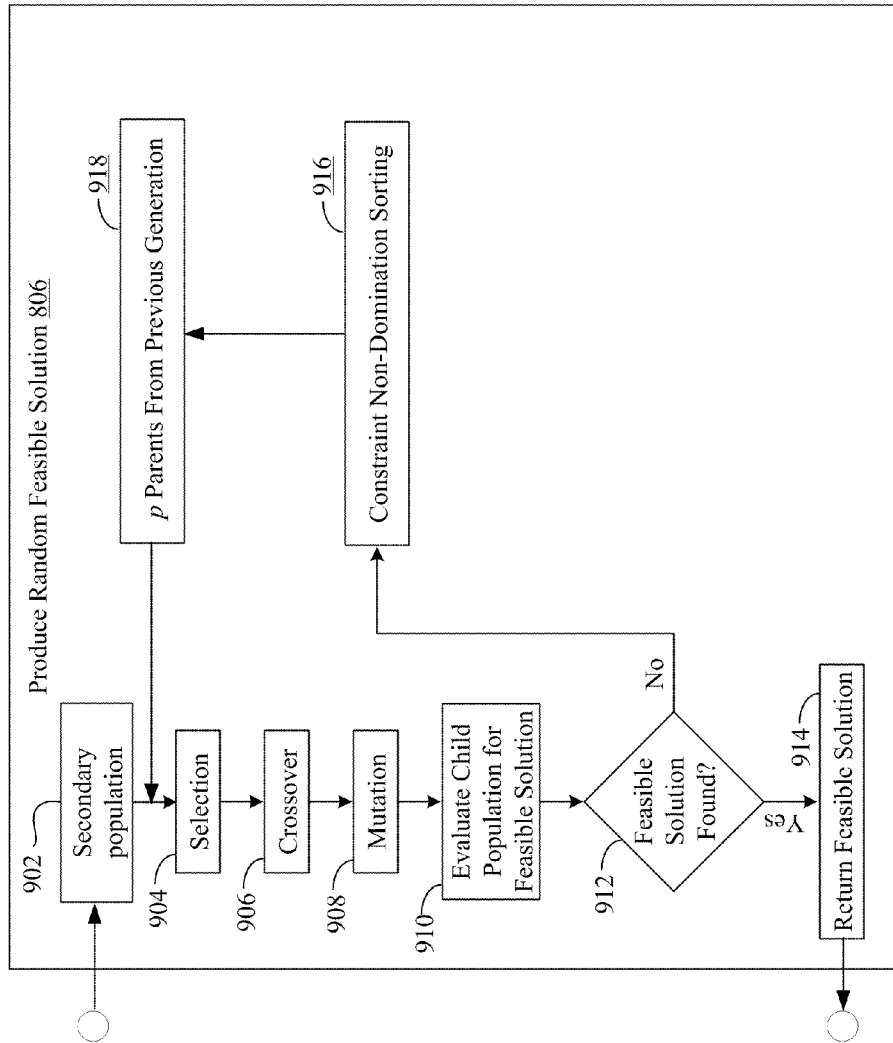 Produce Random Feasible Solution 806
902
Secondary
population
904
Selection
906
Crossover
908
Mutation
910
Evaluate Child
Population for
Feasible Solution
912
Feasible
Solution
Found?
No
Yes
914
Return Feasible Solution
916
Constraint Non-Domination Sorting
918
p Parents From Previous Generation